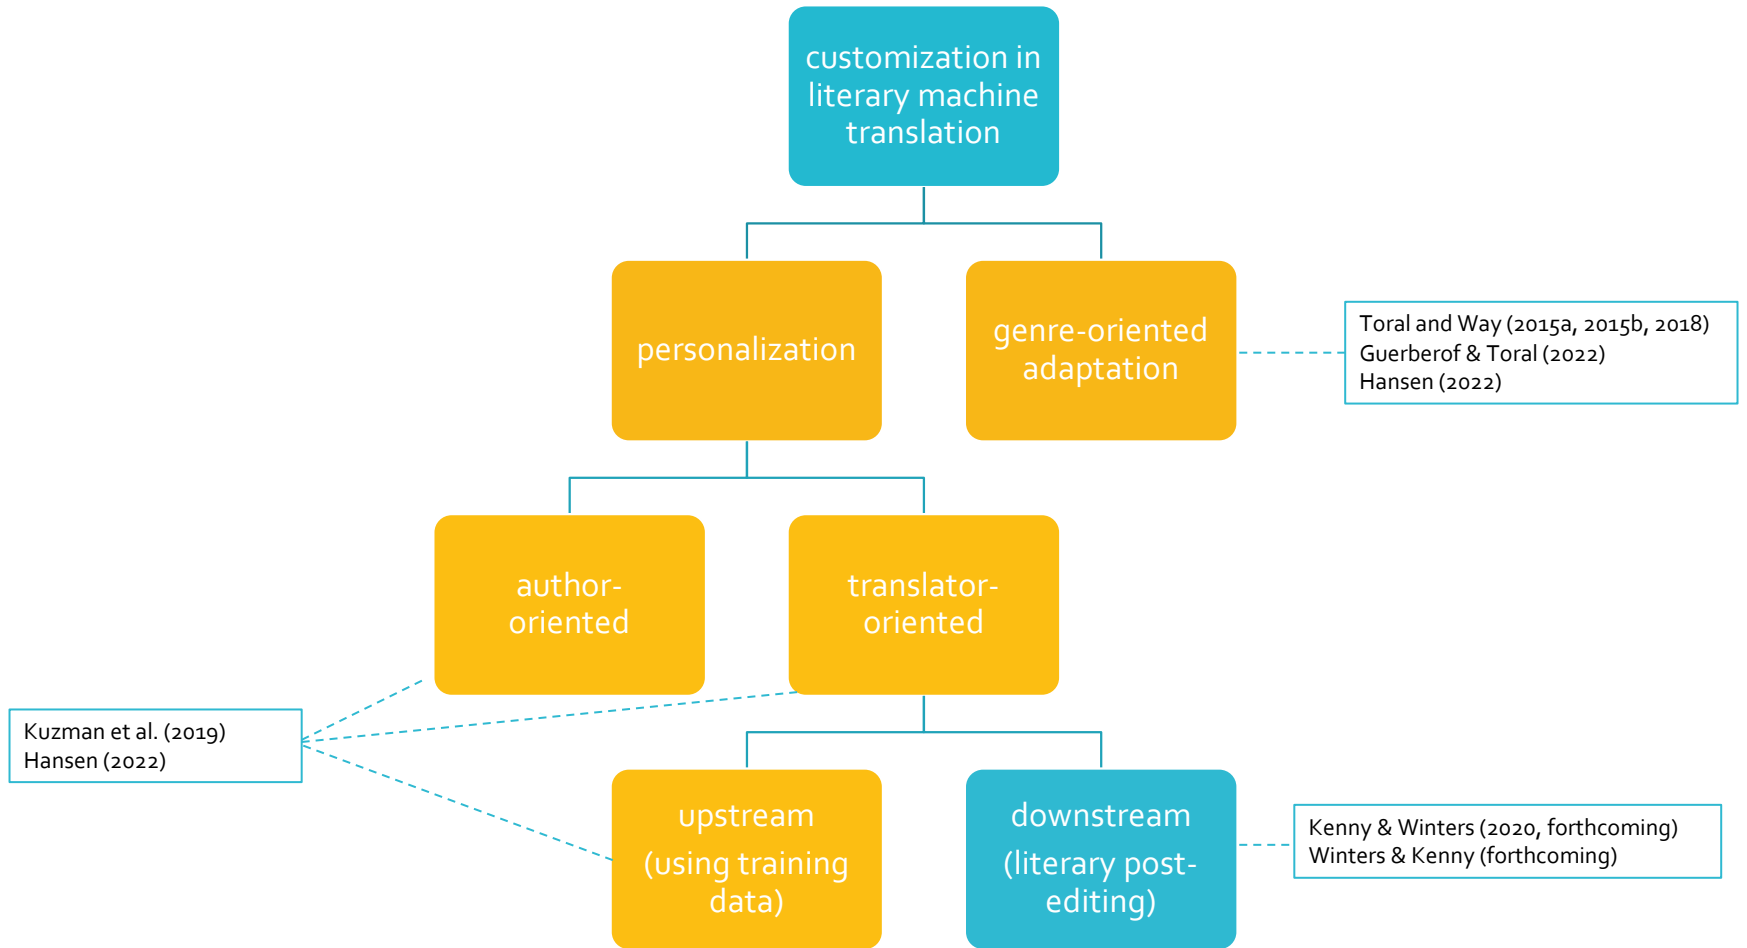 customization in
literary machine
translation
personalization
genre-oriented
adaptation
Toral and Way (2015a, 2015b, 2018)
Guerberof & Toral (2022)
Hansen (2022)
author-
oriented
translator-
oriented
Kuzman et al. (2019)
Hansen (2022)
upstream
(using training
data)
downstream
(literary post-
editing)
Kenny & Winters (2020, forthcoming)
Winters & Kenny (forthcoming)